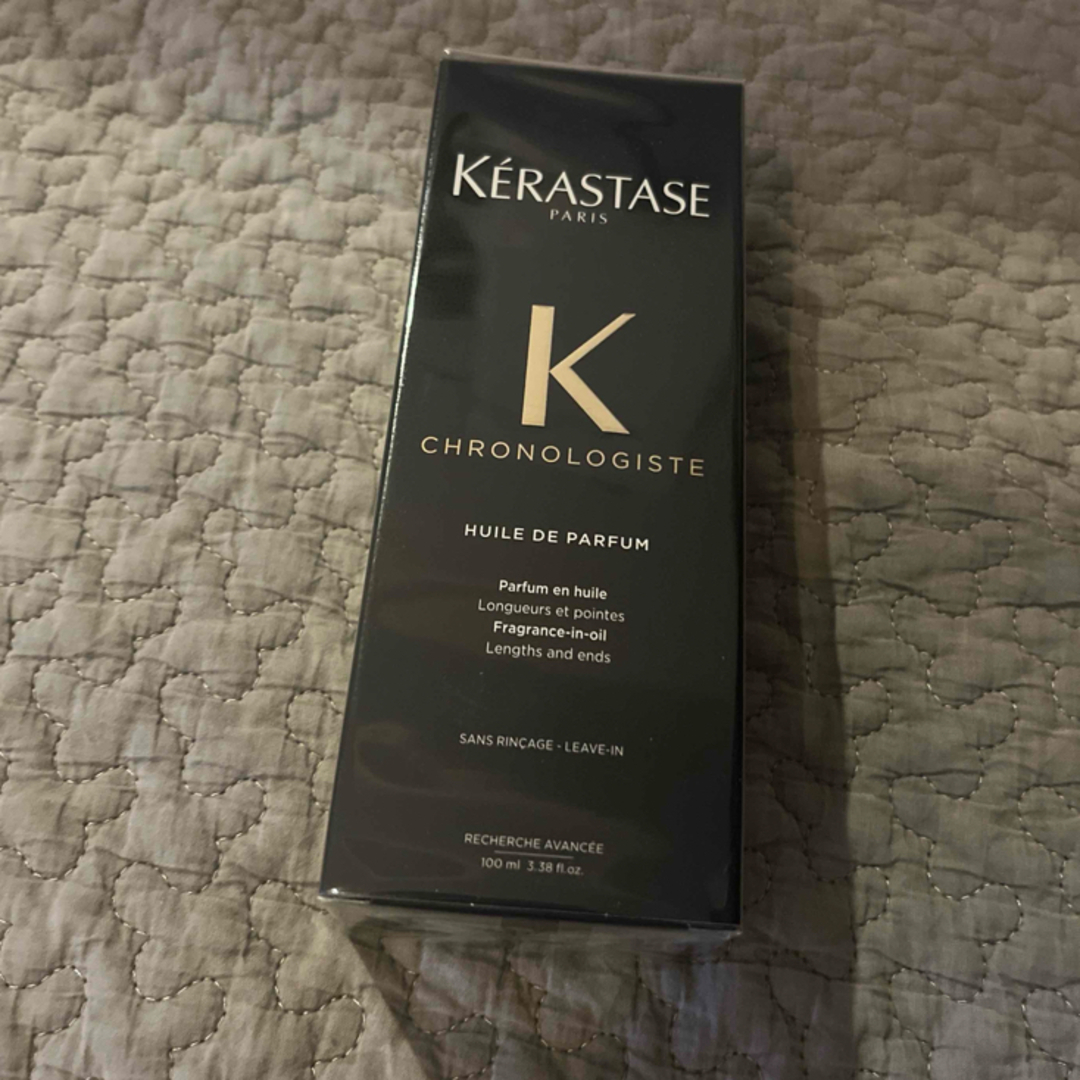 KÉRASTASE
PARIS
K
CHRONOLOGISTE
HUILE DE PARFUM
Parfum en huile
Longueurs et pointes
Fragrance-in-oil
Lengths and ends
SANS RINÇAGE - LEAVE-IN
RECHERCHE AVANCÉE
100 ml 3.38 fl.oz.